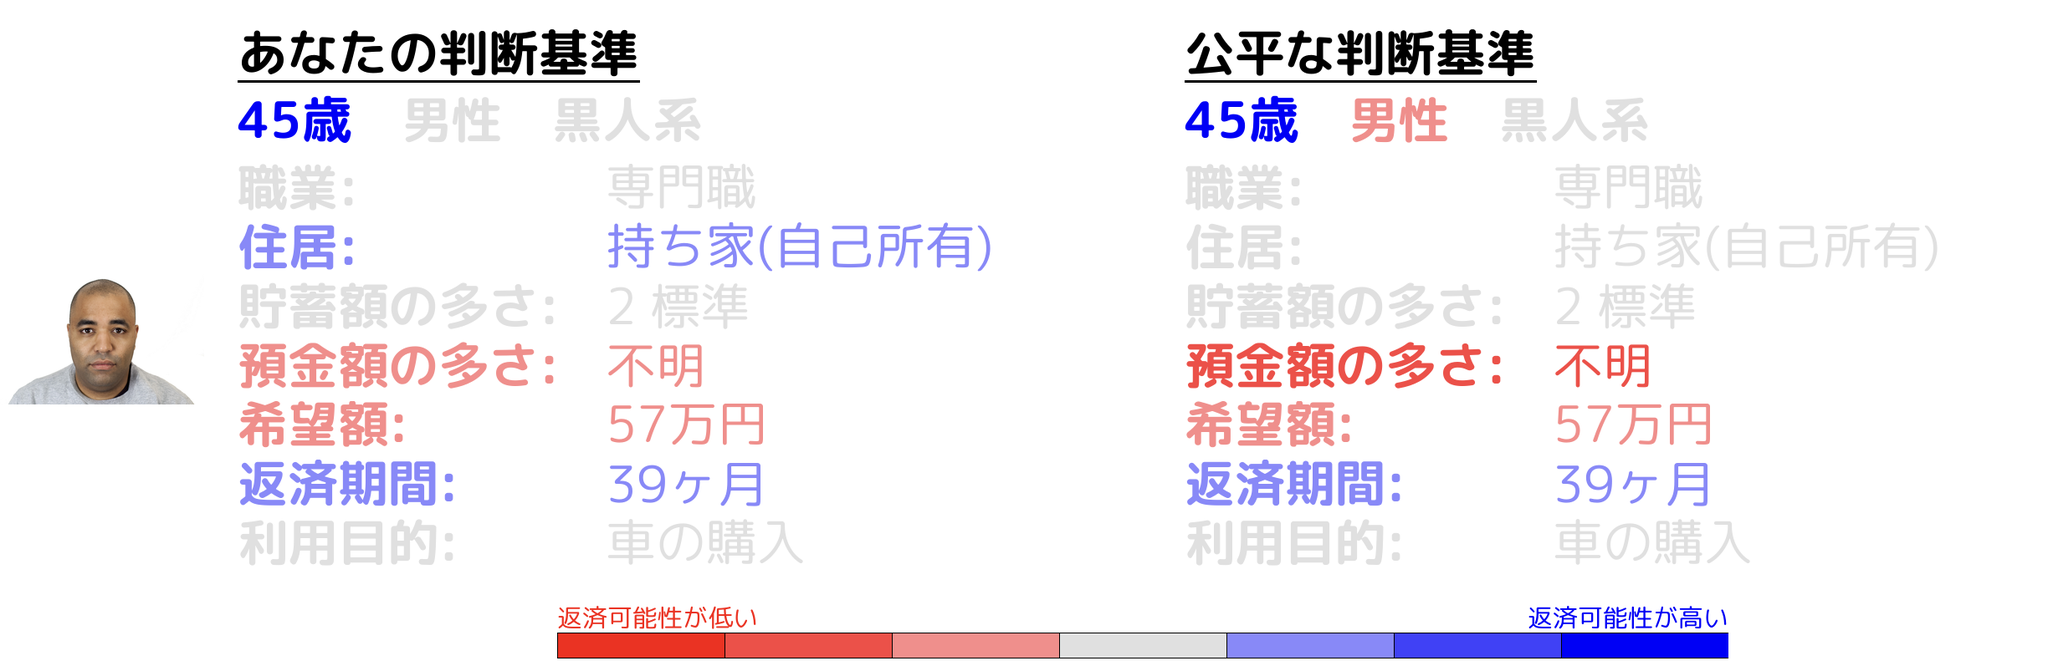 あなたの判断基準
45歳 男性 黒人系
職業: 専門職
住居: 持ち家(自己所有)
貯蓄額の多さ: 2 標準
預金額の多さ: 不明
希望額: 57万円
返済期間: 39ヶ月
利用目的: 車の購入
公平な判断基準
45歳 男性 黒人系
職業: 専門職
住居: 持ち家(自己所有)
貯蓄額の多さ: 2 標準
預金額の多さ: 不明
希望額: 57万円
返済期間: 39ヶ月
利用目的: 車の購入
返済可能性が低い
返済可能性が高い